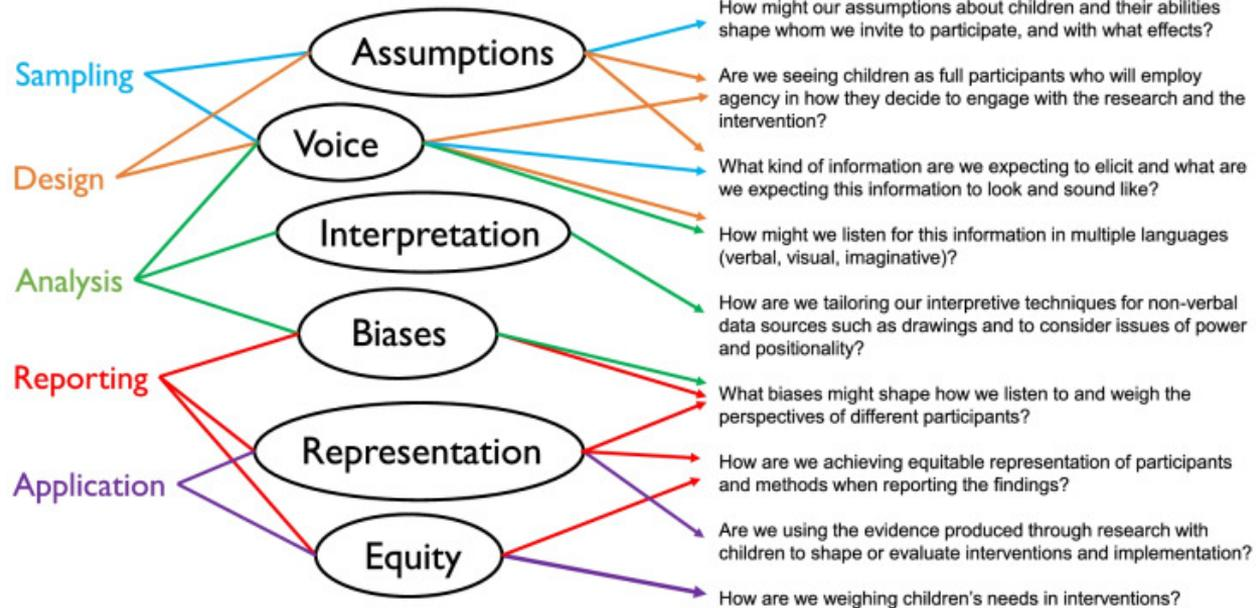 Sampling
Design
Analysis
Reporting
Application
Assumptions
Voice
Interpretation
Biases
Representation
Equity
How might our assumptions about children and their abilities
shape whom we invite to participate, and with what effects?
Are we seeing children as full participants who will employ
agency in how they decide to engage with the research and the
intervention?
What kind of information are we expecting to elicit and what are
we expecting this information to look and sound like?
How might we listen for this information in multiple languages
(verbal, visual, imaginative)?
How are we tailoring our interpretive techniques for non-verbal
data sources such as drawings and to consider issues of power
and positionality?
What biases might shape how we listen to and weigh the
perspectives of different participants?
How are we achieving equitable representation of participants
and methods when reporting the findings?
Are we using the evidence produced through research with
children to shape or evaluate interventions and implementation?
How are we weighing children's needs in interventions?